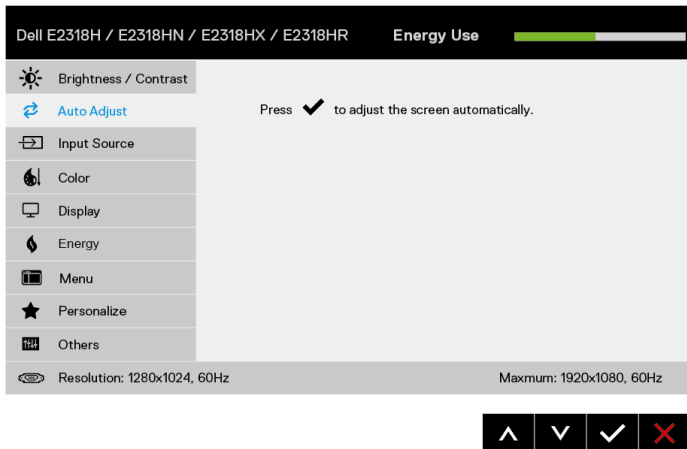 Dell E2318H / E2318HN / E2318HX / E2318HR Energy Use
Brightness / Contrast
Auto Adjust
Press to adjust the screen automatically.
Input Source
Color
Display
Energy
Menu
Personalize
Others
Resolution: 1280x1024, 60Hz Maxmum: 1920x1080, 60Hz